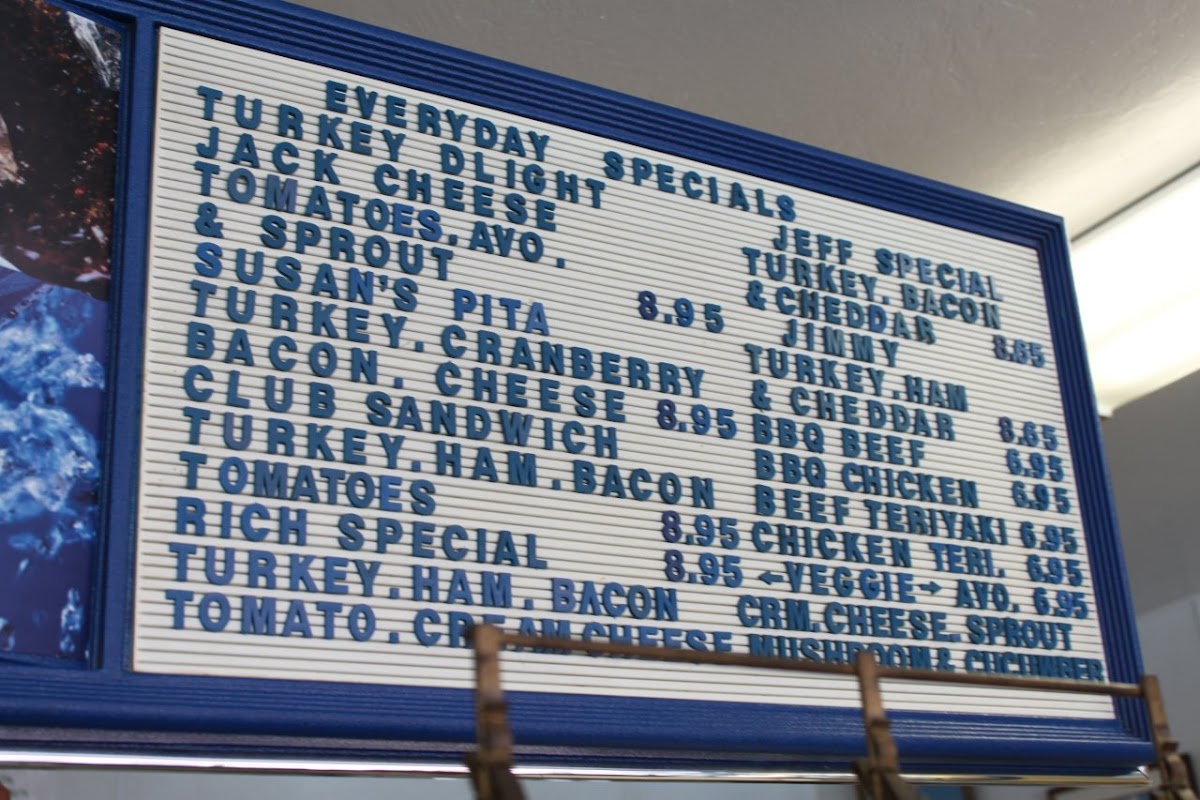 EVERYDAY SPECIALS
TURKEY DLIGHT
JACK CHEESE
TOMATOES, AVO.
& SPROUT
SUSAN'S PITA 8.95
TURKEY, CRANBERRY
BACON, CHEESE 8.95
CLUB SANDWICH
TURKEY, HAM, BACON
TOMATOES 8.95
RICH SPECIAL 8.95
TURKEY, HAM, BACON
TOMATO, CREAM CHEESE
JEFF SPECIAL
TURKEY, BACON
& CHEDDAR 8.65
JIMMY
TURKEY, HAM
& CHEDDAR 8.65
BBQ BEEF 6.95
BBQ CHICKEN 6.95
BEEF TERIYAKI 6.95
CHICKEN TERI. 6.95
←VEGGIE→ AVO. 6.95
CRM. CHEESE, SPROUT
MUSHROOM & CUCUMBER